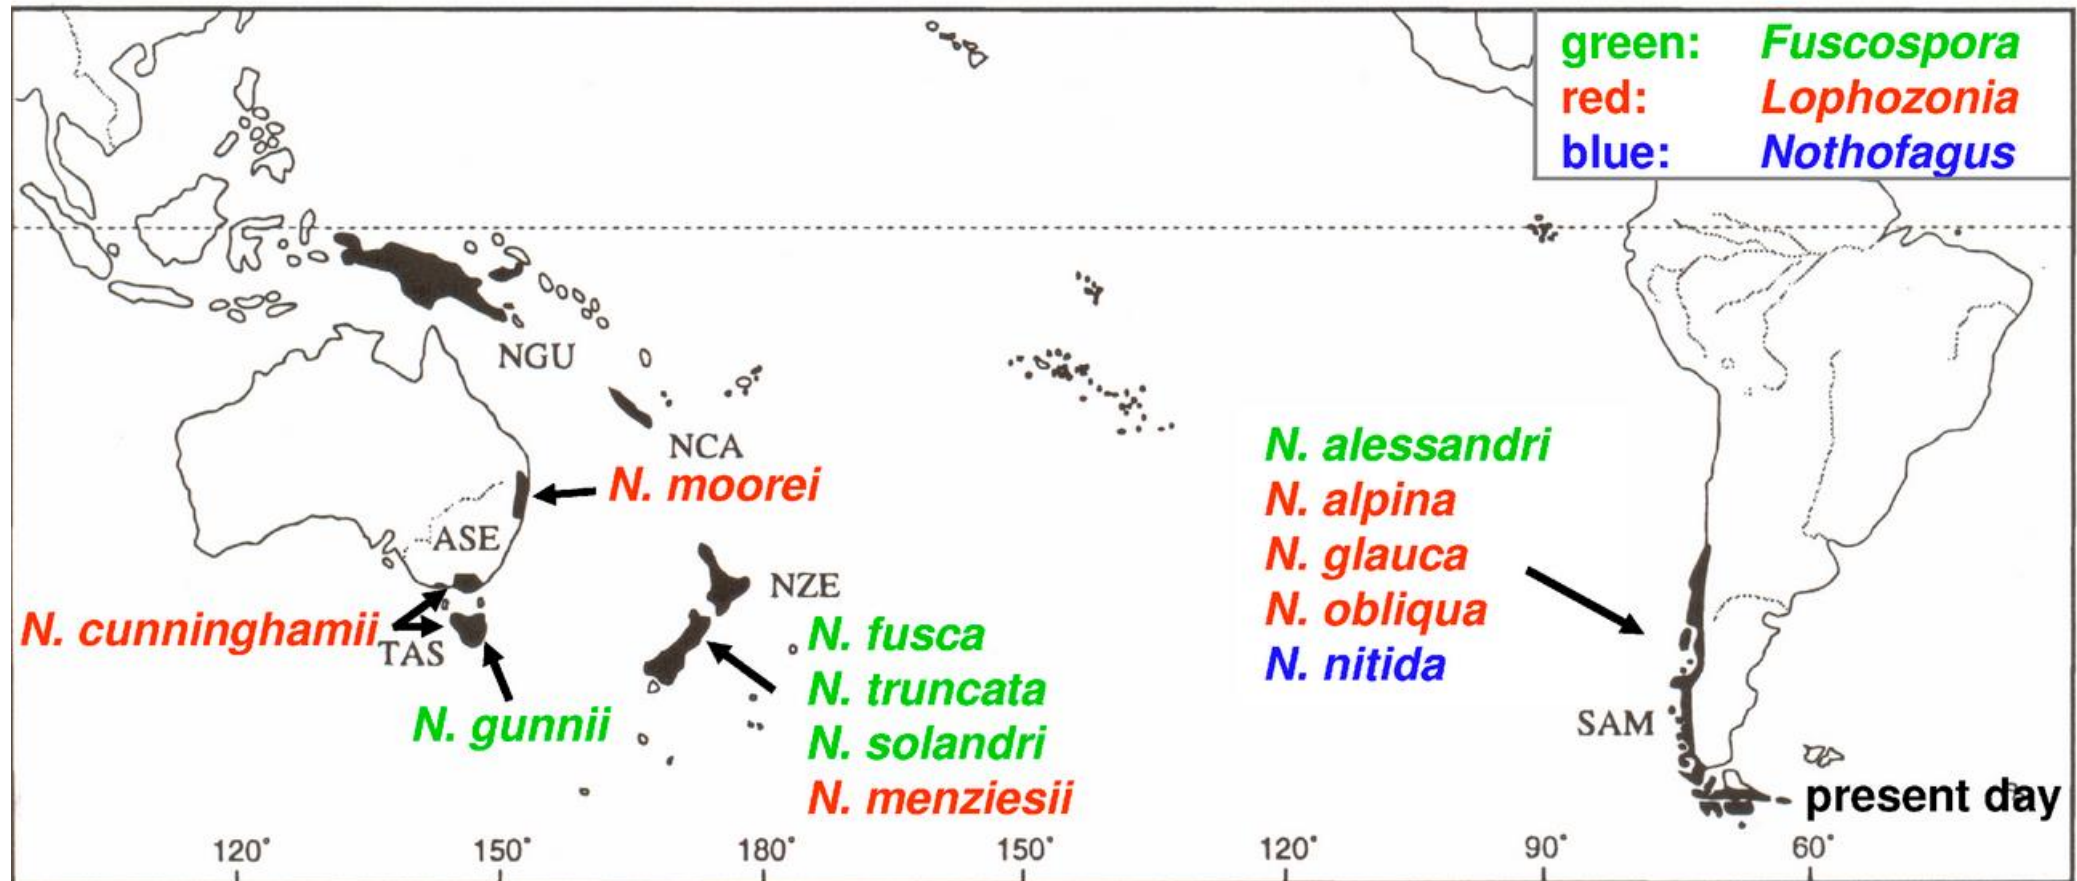 green: Fuscospora
red: Lophozonia
blue: Nothofagus
NGU
NCA
N. moorei
ASE
N. cunninghamii
TAS
N. gunnii
NZE
N. fusca
N. truncata
N. solandri
N. menziesii
N. alessandri
N. alpina
N. glauca
N. obliqua
N. nitida
SAM
present day
120° 150° 180° 150° 120° 90° 60°